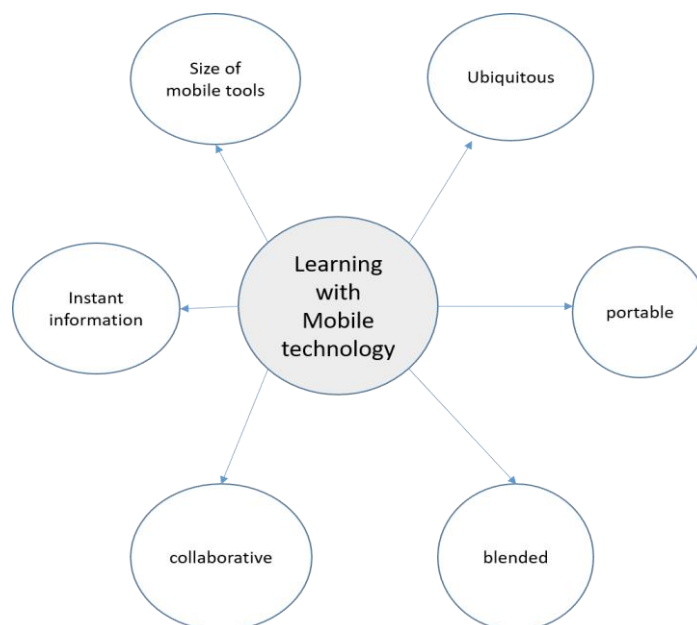 Size of
mobile tools
Ubiquitous
Instant
information
Learning
with
Mobile
technology
portable
collaborative
blended